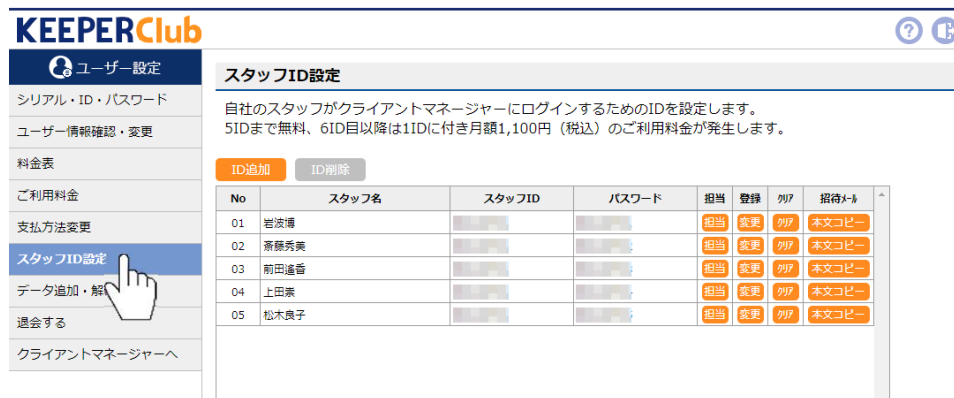 KEEPERClub
ユーザー設定
シリアル・ID・パスワード
ユーザー情報確認・変更
料金表
ご利用料金
支払方法変更
スタッフID設定
データ追加・解
退会する
クライアントマネージャーへ
スタッフID設定
自社のスタッフがクライアントマネージャーにログインするためのIDを設定します。
5IDまで無料、6ID目以降は1IDに付き月額1,100円（税込）のご利用料金が発生します。
ID追加 ID削除
No スタッフ名 スタッフID パスワード 担当 登録 クリア 招待メール
01 岩波博 担当 変更 クリア 本文コピー
02 斎藤秀美 担当 変更 クリア 本文コピー
03 前田遙香 担当 変更 クリア 本文コピー
04 上田崇 担当 変更 クリア 本文コピー
05 松木良子 担当 変更 クリア 本文コピー